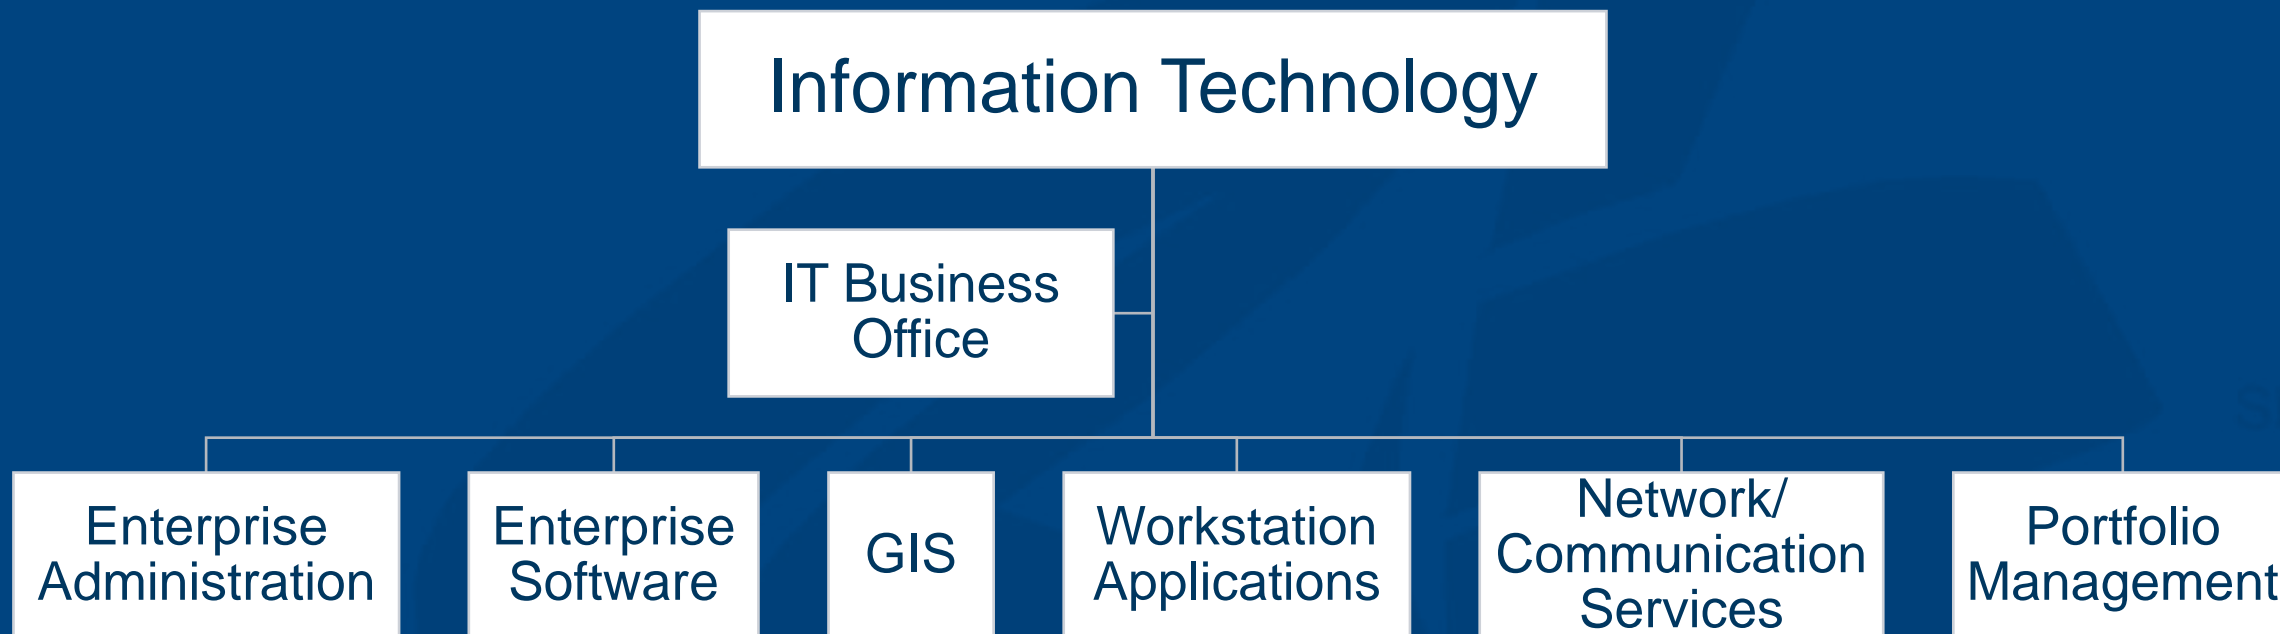 Information Technology
IT Business
Office
Enterprise
Administration
Enterprise
Software
GIS
Workstation
Applications
Network/
Communication
Services
Portfolio
Management